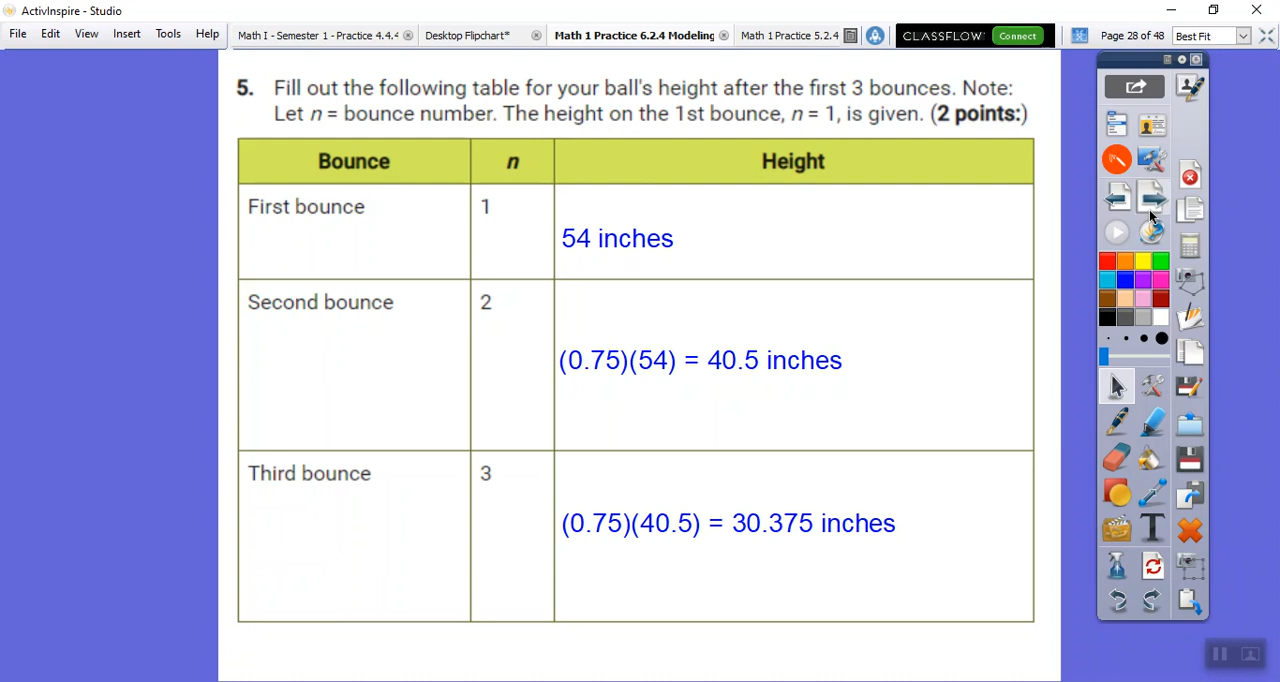 ActivInspire - Studio
File Edit View Insert Tools Help
Math I - Semester 1 - Practice 4.4.4 Desktop Flipchart* Math 1 Practice 6.2.4 Modeling Math 1 Practice 5.2.4 CLASSFLOW Connect Page 28 of 48 Best Fit
5. Fill out the following table for your ball's height after the first 3 bounces. Note:
Let n = bounce number. The height on the 1st bounce, n = 1, is given. (2 points:)
Bounce n Height
First bounce 1
54 inches
Second bounce 2
(0.75)(54) = 40.5 inches
Third bounce 3
(0.75)(40.5) = 30.375 inches